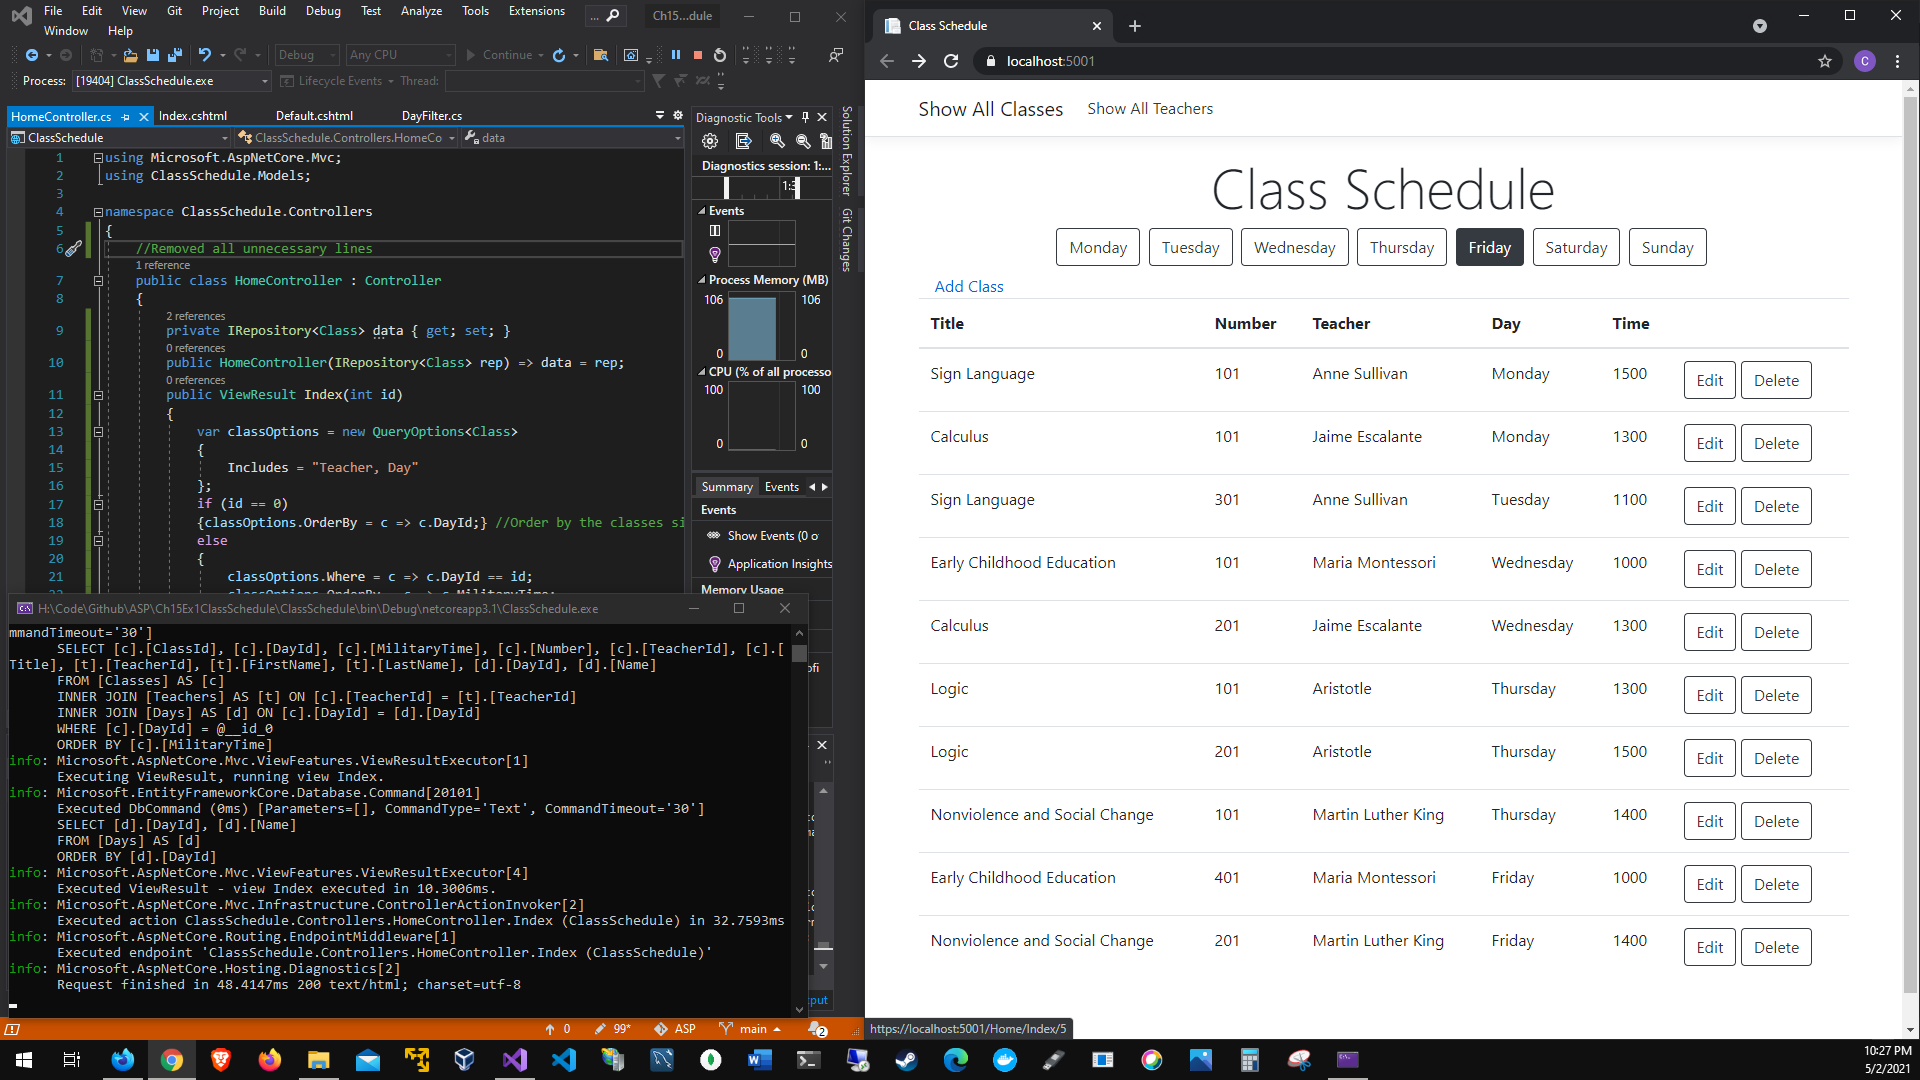 File Edit View Git Project Build Debug Test Analyze Tools Extensions ... Ch15...dule
Window Help
Debug Any CPU Continue
Process: [19404] ClassSchedule.exe Lifecycle Events Thread:
HomeController.cs Index.cshtml Default.cshtml DayFilter.cs
ClassSchedule ClassSchedule.Controllers.HomeCo data
1 using Microsoft.AspNetCore.Mvc;
2 using ClassSchedule.Models;
3
4 namespace ClassSchedule.Controllers
5 {
6 //Removed all unnecessary lines
1 reference
7 public class HomeController : Controller
8 {
2 references
9 private IRepository<Class> data { get; set; }
0 references
10 public HomeController(IRepository<Class> rep) => data = rep;
0 references
11 public ViewResult Index(int id)
12 {
13 var classOptions = new QueryOptions<Class>
14 {
15 Includes = "Teacher, Day"
16 };
17 if (id == 0)
18 {classOptions.OrderBy = c => c.DayId;} //Order by the classes si
19 else
20 {
21 classOptions.Where = c => c.DayId == id;
Diagnostic Tools
Diagnostics session: 1:...
1:3
Events
Process Memory (MB)
106 106
0 0
CPU (% of all processo
100 100
0 0
Summary Events
Events
Show Events (0 o
Application Insights
Memory Usage
Solution Explorer
Git Changes
H:\Code\Github\ASP\Ch15Ex1ClassSchedule\ClassSchedule\bin\Debug\netcoreapp3.1\ClassSchedule.exe
mmandTimeout='30']
SELECT [c].[ClassId], [c].[DayId], [c].[MilitaryTime], [c].[Number], [c].[TeacherId], [c].[
Title], [t].[TeacherId], [t].[FirstName], [t].[LastName], [d].[DayId], [d].[Name]
FROM [Classes] AS [c]
INNER JOIN [Teachers] AS [t] ON [c].[TeacherId] = [t].[TeacherId]
INNER JOIN [Days] AS [d] ON [c].[DayId] = [d].[DayId]
WHERE [c].[DayId] = @__id_0
ORDER BY [c].[MilitaryTime]
info: Microsoft.AspNetCore.Mvc.ViewFeatures.ViewResultExecutor[1]
Executing ViewResult, running view Index.
info: Microsoft.EntityFrameworkCore.Database.Command[20101]
Executed DbCommand (0ms) [Parameters=[], CommandType='Text', CommandTimeout='30']
SELECT [d].[DayId], [d].[Name]
FROM [Days] AS [d]
ORDER BY [d].[DayId]
info: Microsoft.AspNetCore.Mvc.ViewFeatures.ViewResultExecutor[4]
Executed ViewResult - view Index executed in 10.3006ms.
info: Microsoft.AspNetCore.Mvc.Infrastructure.ControllerActionInvoker[2]
Executed action ClassSchedule.Controllers.HomeController.Index (ClassSchedule) in 32.7593ms
info: Microsoft.AspNetCore.Routing.EndpointMiddleware[1]
Executed endpoint 'ClassSchedule.Controllers.HomeController.Index (ClassSchedule)'
info: Microsoft.AspNetCore.Hosting.Diagnostics[2]
Request finished in 48.4147ms 200 text/html; charset=utf-8
ofi
put
0 99* ASP main 2
Class Schedule
localhost:5001 C
Show All Classes Show All Teachers
Class Schedule
Monday Tuesday Wednesday Thursday Friday Saturday Sunday
Add Class
Title Number Teacher Day Time
Sign Language 101 Anne Sullivan Monday 1500 Edit Delete
Calculus 101 Jaime Escalante Monday 1300 Edit Delete
Sign Language 301 Anne Sullivan Tuesday 1100 Edit Delete
Early Childhood Education 101 Maria Montessori Wednesday 1000 Edit Delete
Calculus 201 Jaime Escalante Wednesday 1300 Edit Delete
Logic 101 Aristotle Thursday 1300 Edit Delete
Logic 201 Aristotle Thursday 1500 Edit Delete
Nonviolence and Social Change 101 Martin Luther King Thursday 1400 Edit Delete
Early Childhood Education 401 Maria Montessori Friday 1000 Edit Delete
Nonviolence and Social Change 201 Martin Luther King Friday 1400 Edit Delete
https://localhost:5001/Home/Index/5
10:27 PM
5/2/2021